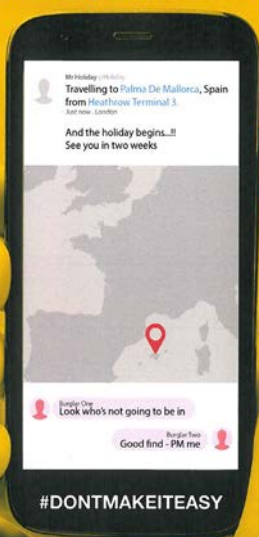 Mr Holiday @Holiday
Travelling to Palma De Mallorca, Spain
from Heathrow Terminal 3.
Just now . London
And the holiday begins...!!
See you in two weeks
Burglar One
Look who's not going to be in
Burglar Two
Good find - PM me
#DONTMAKEITEASY